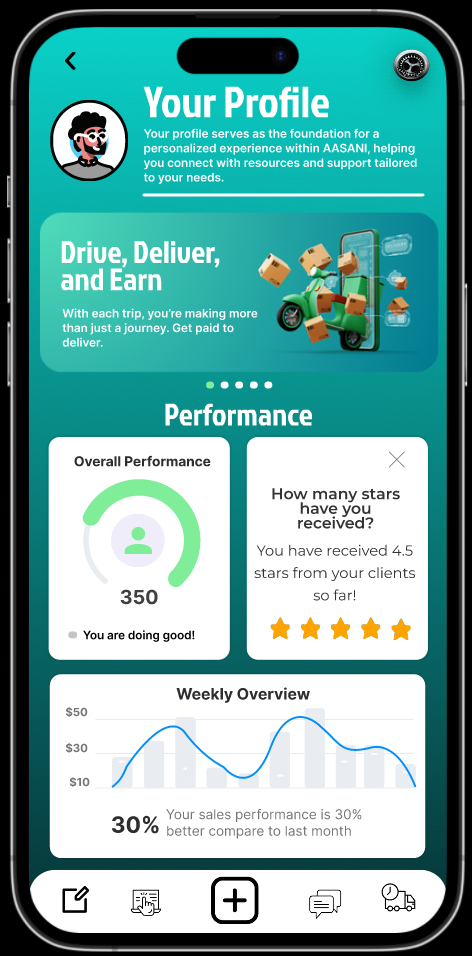 Your Profile
Your profile serves as the foundation for a
personalized experience within AASANI, helping
you connect with resources and support tailored
to your needs.
Drive, Deliver,
and Earn
With each trip, you're making more
than just a journey. Get paid to
deliver.
Performance
Overall Performance
350
You are doing good!
How many stars
have you
received?
You have received 4.5
stars from your clients
so far!
Weekly Overview
$50
$30
$10
30%
Your sales performance is 30%
better compare to last month